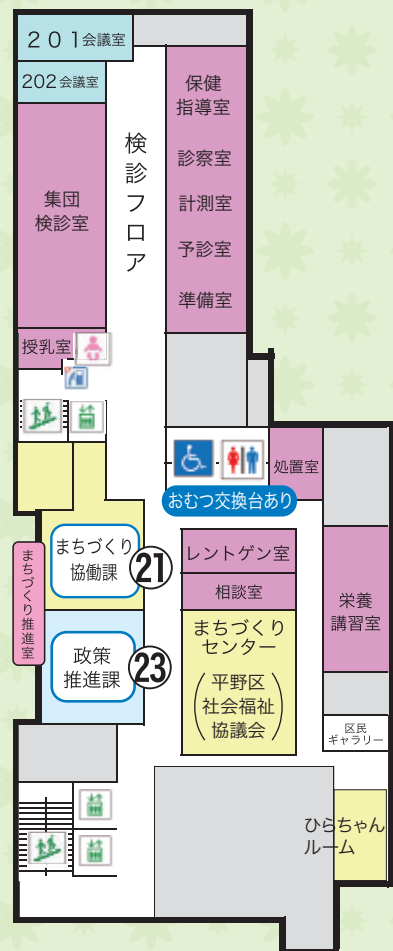 201会議室
202会議室
集団
検診室
授乳室
検診フロア
保健
指導室
診察室
計測室
予診室
準備室
処置室
おむつ交換台あり
まちづくり
協働課
21
まちづくり推進室
政策
推進課
23
レントゲン室
相談室
まちづくり
センター
(平野区
社会福祉
協議会)
栄養
講習室
区民
ギャラリー
ひらちゃん
ルーム